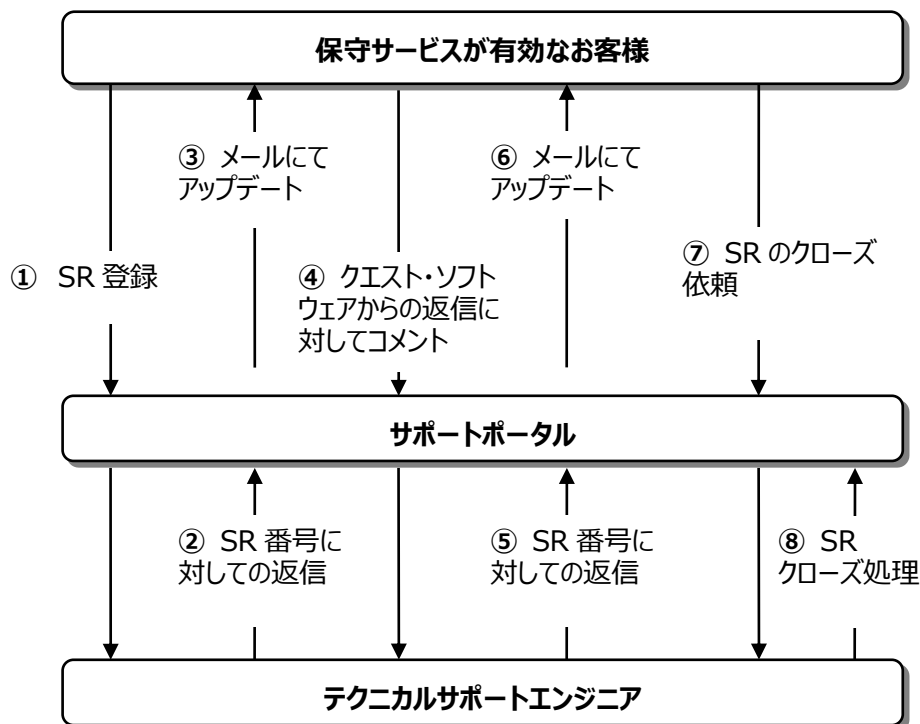 保守サービスが有効なお客様
③ メールにて
アップデート
⑥ メールにて
アップデート
① SR 登録
④ クエスト・ソフト
ウェアからの返信に
対してコメント
⑦ SR のクローズ
依頼
サポートポータル
② SR 番号に
対しての返信
⑤ SR 番号に
対しての返信
⑧ SR
クローズ処理
テクニカルサポートエンジニア